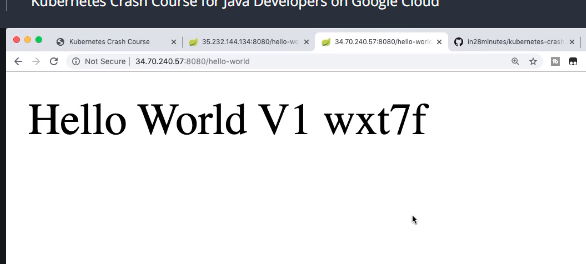 Kubernetes Crash Course for Java Developers on Google Cloud
Kubernetes Crash Course
35.232.144.134:8080/hello-wo
34.70.240.57:8080/hello-world
in28minutes/kubernetes-crash
Not Secure | 34.70.240.57:8080/hello-world
Hello World V1 wxt7f